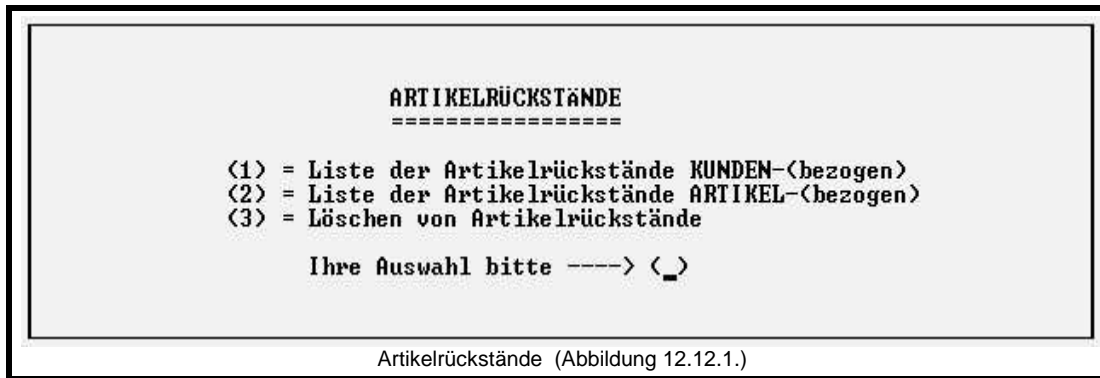 ARTIKELRÜCKSTÄNDE
=================
(1) = Liste der Artikelrückstände KUNDEN-(bezogen)
(2) = Liste der Artikelrückstände ARTIKEL-(bezogen)
(3) = Löschen von Artikelrückstände
Ihre Auswahl bitte ----> (_)
Artikelrückstände (Abbildung 12.12.1.)